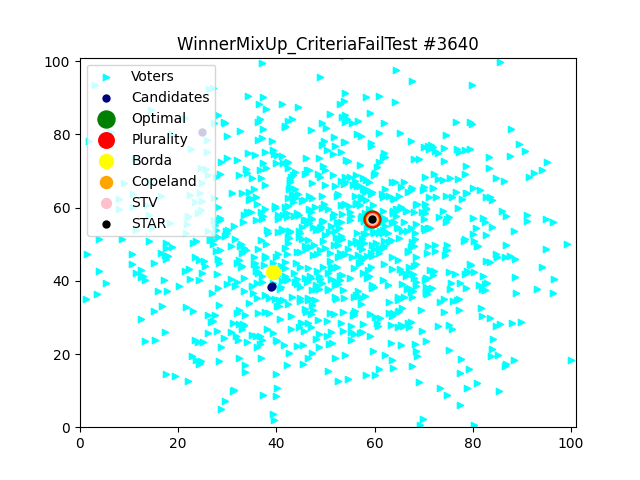 WinnerMixUp_CriteriaFailTest #3640
100
80
60
40
20
0
0 20 40 60 80 100
Voters
Candidates
Optimal
Plurality
Borda
Copeland
STV
STAR